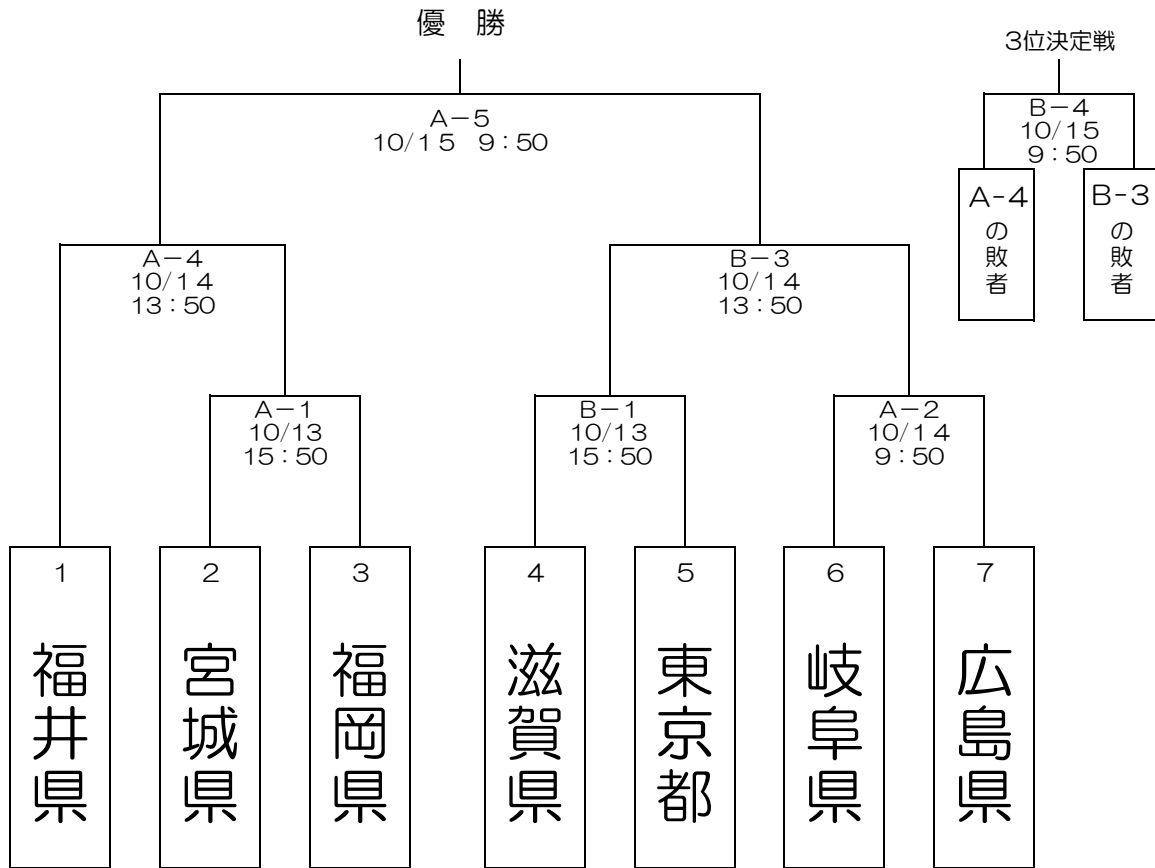 優　勝
3位決定戦
A－5
10/15　9：50
B－4
10/15
9：50
A-4の敗者
B-3の敗者
A－4
10/14
13：50
B－3
10/14
13：50
A－1
10/13
15：50
B－1
10/13
15：50
A－2
10/14
9：50
1
福井県
2
宮城県
3
福岡県
4
滋賀県
5
東京都
6
岐阜県
7
広島県